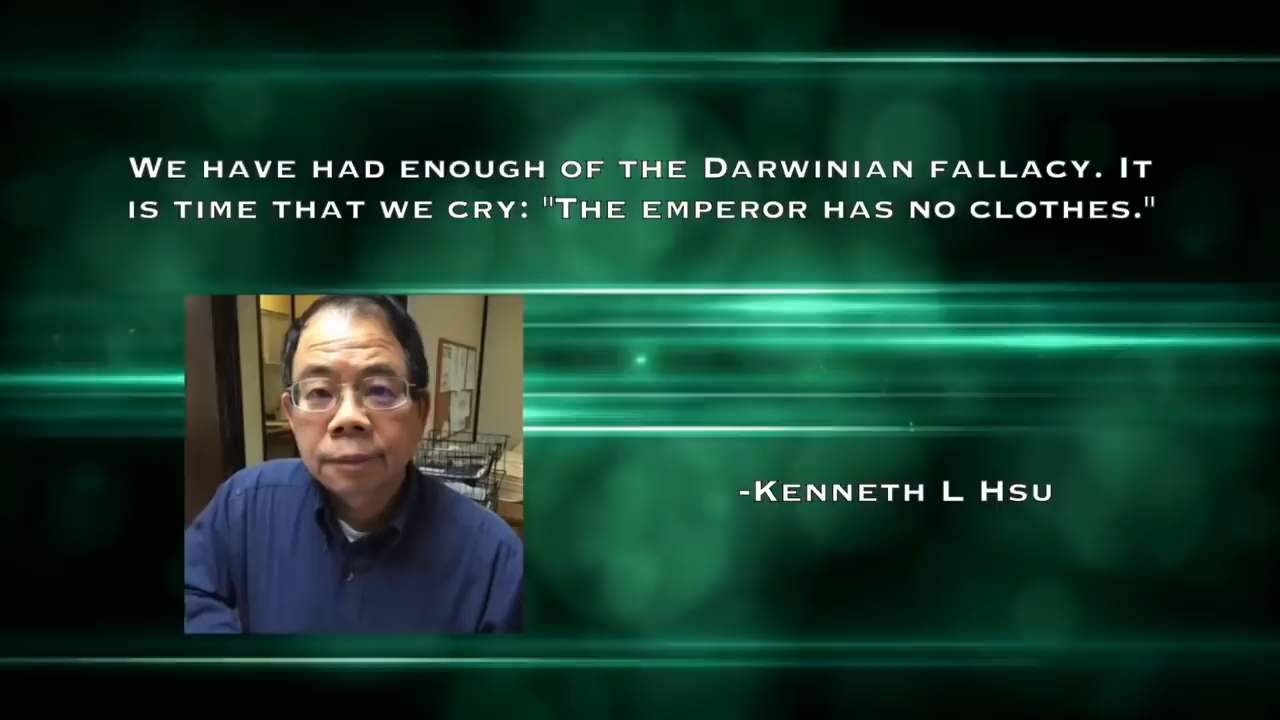 We have had enough of the Darwinian fallacy. It
is time that we cry: "The emperor has no clothes."
-Kenneth L Hsu